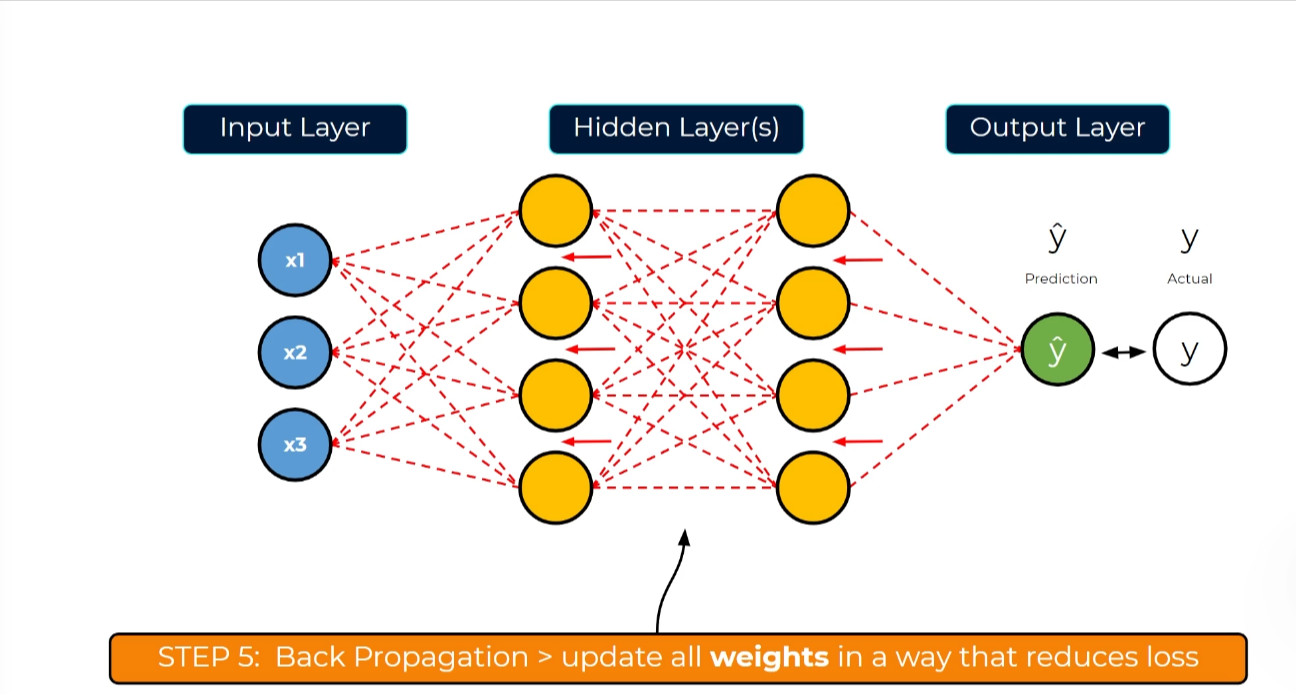 Input Layer
Hidden Layer(s)
Output Layer
ŷ
y
Prediction
Actual
x1
x2
x3
ŷ
y
STEP 5: Back Propagation > update all weights in a way that reduces loss